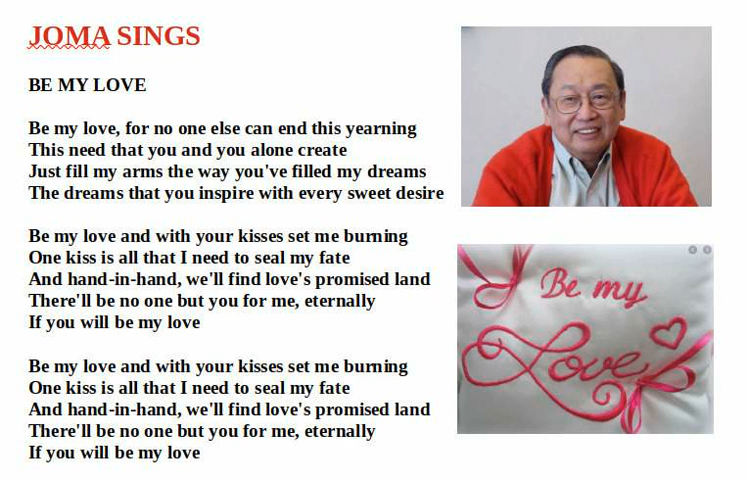 JOMA SINGS
BE MY LOVE
Be my love, for no one else can end this yearning
This need that you and you alone create
Just fill my arms the way you've filled my dreams
The dreams that you inspire with every sweet desire
Be my love and with your kisses set me burning
One kiss is all that I need to seal my fate
And hand-in-hand, we'll find love's promised land
There'll be no one but you for me, eternally
If you will be my love
Be my love and with your kisses set me burning
One kiss is all that I need to seal my fate
And hand-in-hand, we'll find love's promised land
There'll be no one but you for me, eternally
If you will be my love
Be my
Love